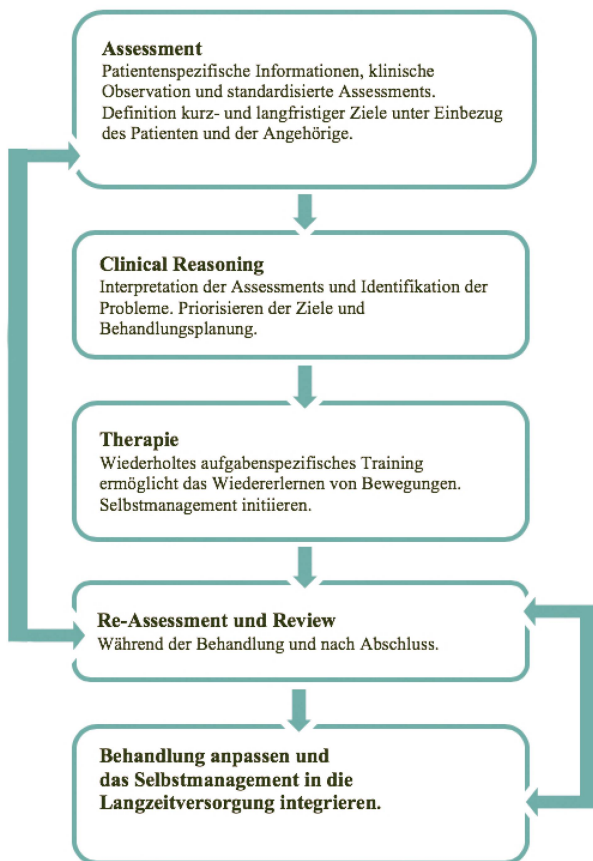 Assessment
Patientenspezifische Informationen, klinische
Observation und standardisierte Assessments.
Definition kurz- und langfristiger Ziele unter Einbezug
des Patienten und der Angehörige.
Clinical Reasoning
Interpretation der Assessments und Identifikation der
Probleme. Priorisieren der Ziele und
Behandlungsplanung.
Therapie
Wiederholtes aufgabenspezifisches Training
ermöglicht das Wiedererlernen von Bewegungen.
Selbstmanagement initiieren.
Re-Assessment und Review
Während der Behandlung und nach Abschluss.
Behandlung anpassen und
das Selbstmanagement in die
Langzeitversorgung integrieren.